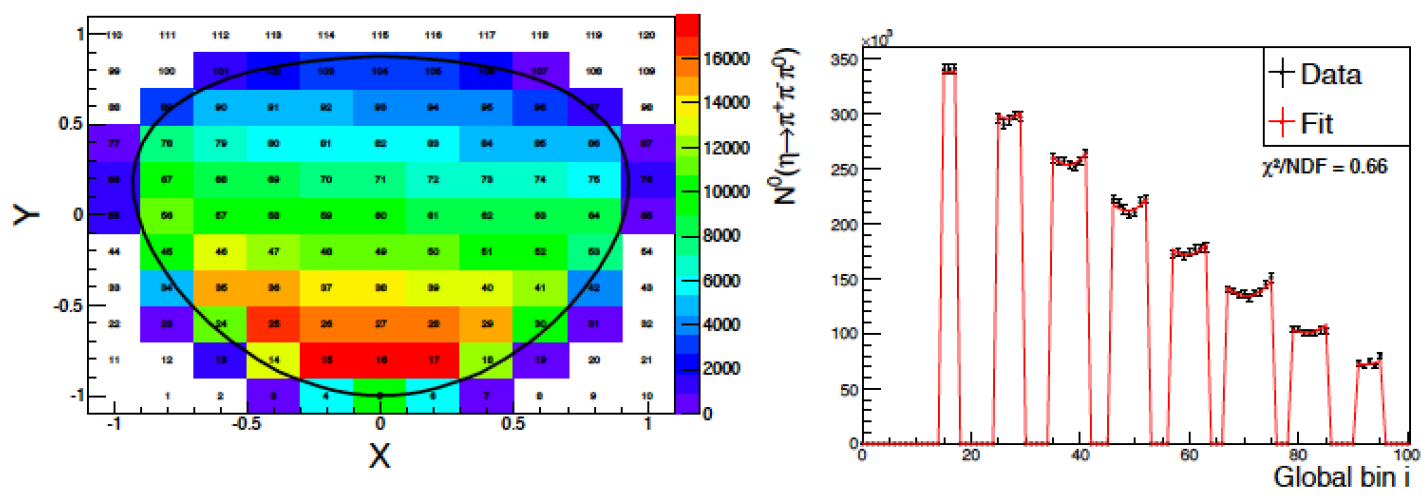 110 111 112 113 114 115 116 117 118 119 120
99 100 101 102 103 104 105 106 107 108 109
88 89 90 91 92 93 94 95 96 97 98
77 78 79 80 81 82 83 84 85 86 87
66 67 68 69 70 71 72 73 74 75 76
55 56 57 58 59 60 61 62 63 64 65
44 45 46 47 48 49 50 51 52 53 54
33 34 35 36 37 38 39 40 41 42 43
22 23 24 25 26 27 28 29 30 31 32
11 12 13 14 15 16 17 18 19 20 21
1 2 3 4 5 6 7 8 9 10
1
0.5
0
-0.5
-1
Y
-1 -0.5 0 0.5 1
X
16000
14000
12000
10000
8000
6000
4000
2000
0
N⁰(η→π⁺π⁻π⁰)
×10³
350
300
250
200
150
100
50
0
Data
Fit
χ²/NDF = 0.66
0 20 40 60 80 100
Global bin i